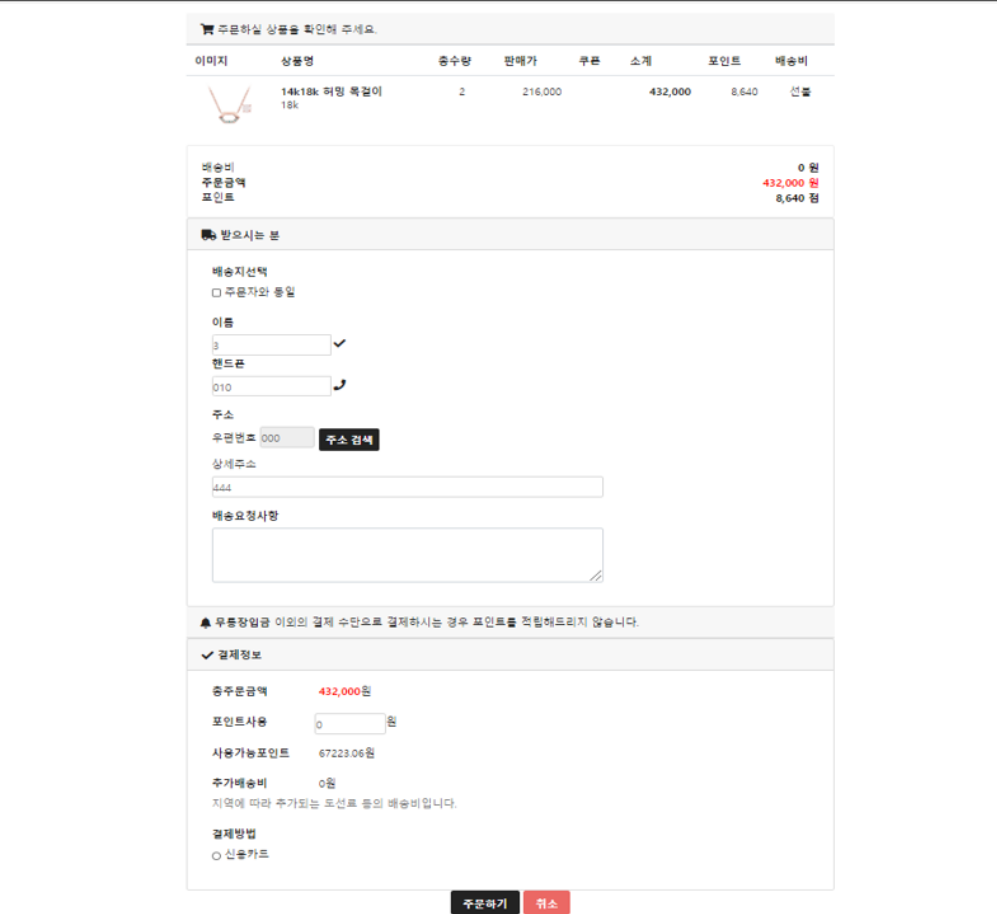 주문하실 상품을 확인해 주세요.
이미지 상품명 총수량 판매가 쿠폰 소계 포인트 배송비
14k18k 허밍 목걸이 2 216,000 432,000 8,640 선불
18k
배송비 0 원
주문금액 432,000 원
포인트 8,640 점
받으시는 분
배송지선택
주문자와 동일
이름
3
핸드폰
010
주소
우편번호 000 주소 검색
상세주소
444
배송요청사항
무통장입금 이외의 결제 수단으로 결제하시는 경우 포인트를 적립해드리지 않습니다.
결제정보
총주문금액 432,000원
포인트사용 0 원
사용가능포인트 67223.06원
추가배송비 0원
지역에 따라 추가되는 도선료 등의 배송비입니다.
결제방법
신용카드
주문하기 취소